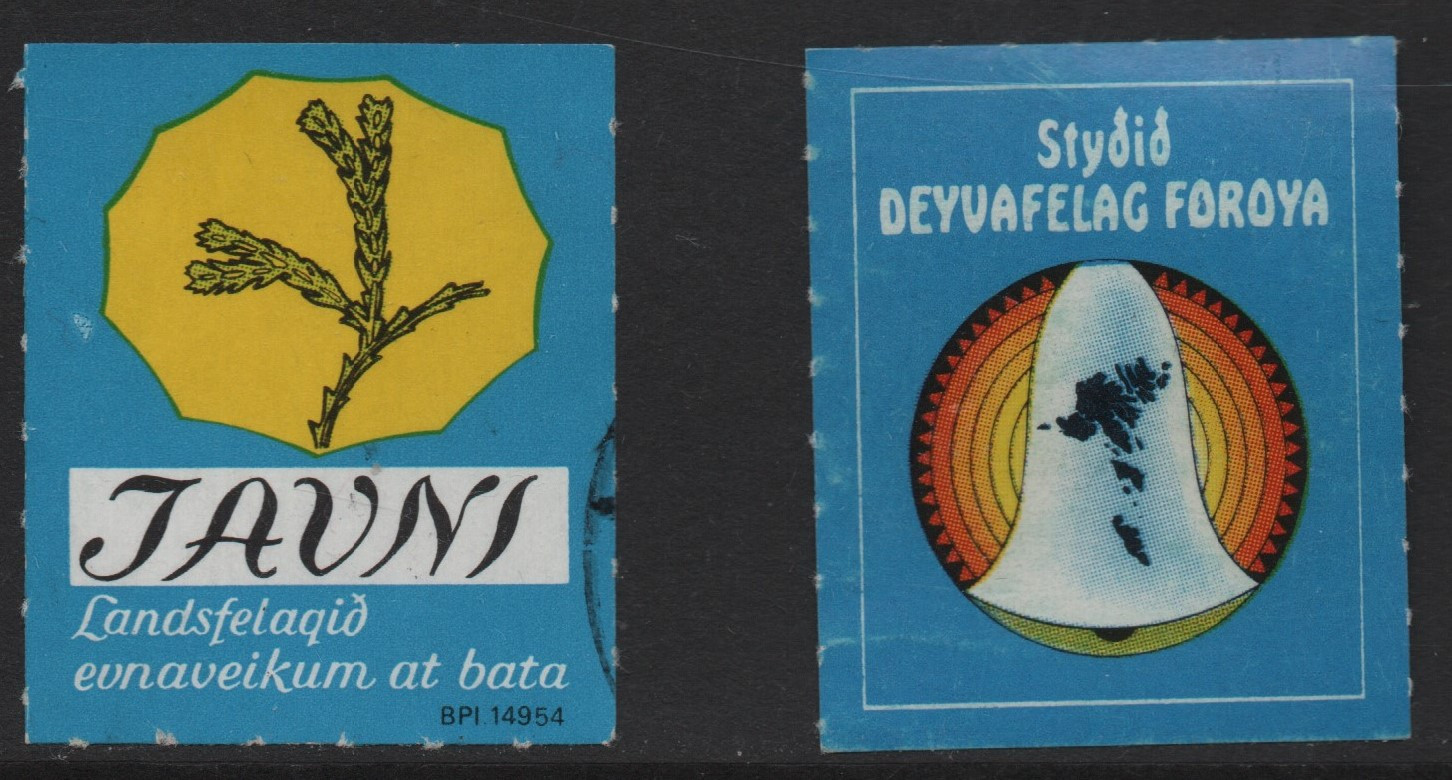 JAVNI
Landsfelagið
evnaveikum at bata
BPI.14954
Styðið
DEYVAFELAG FØROYA